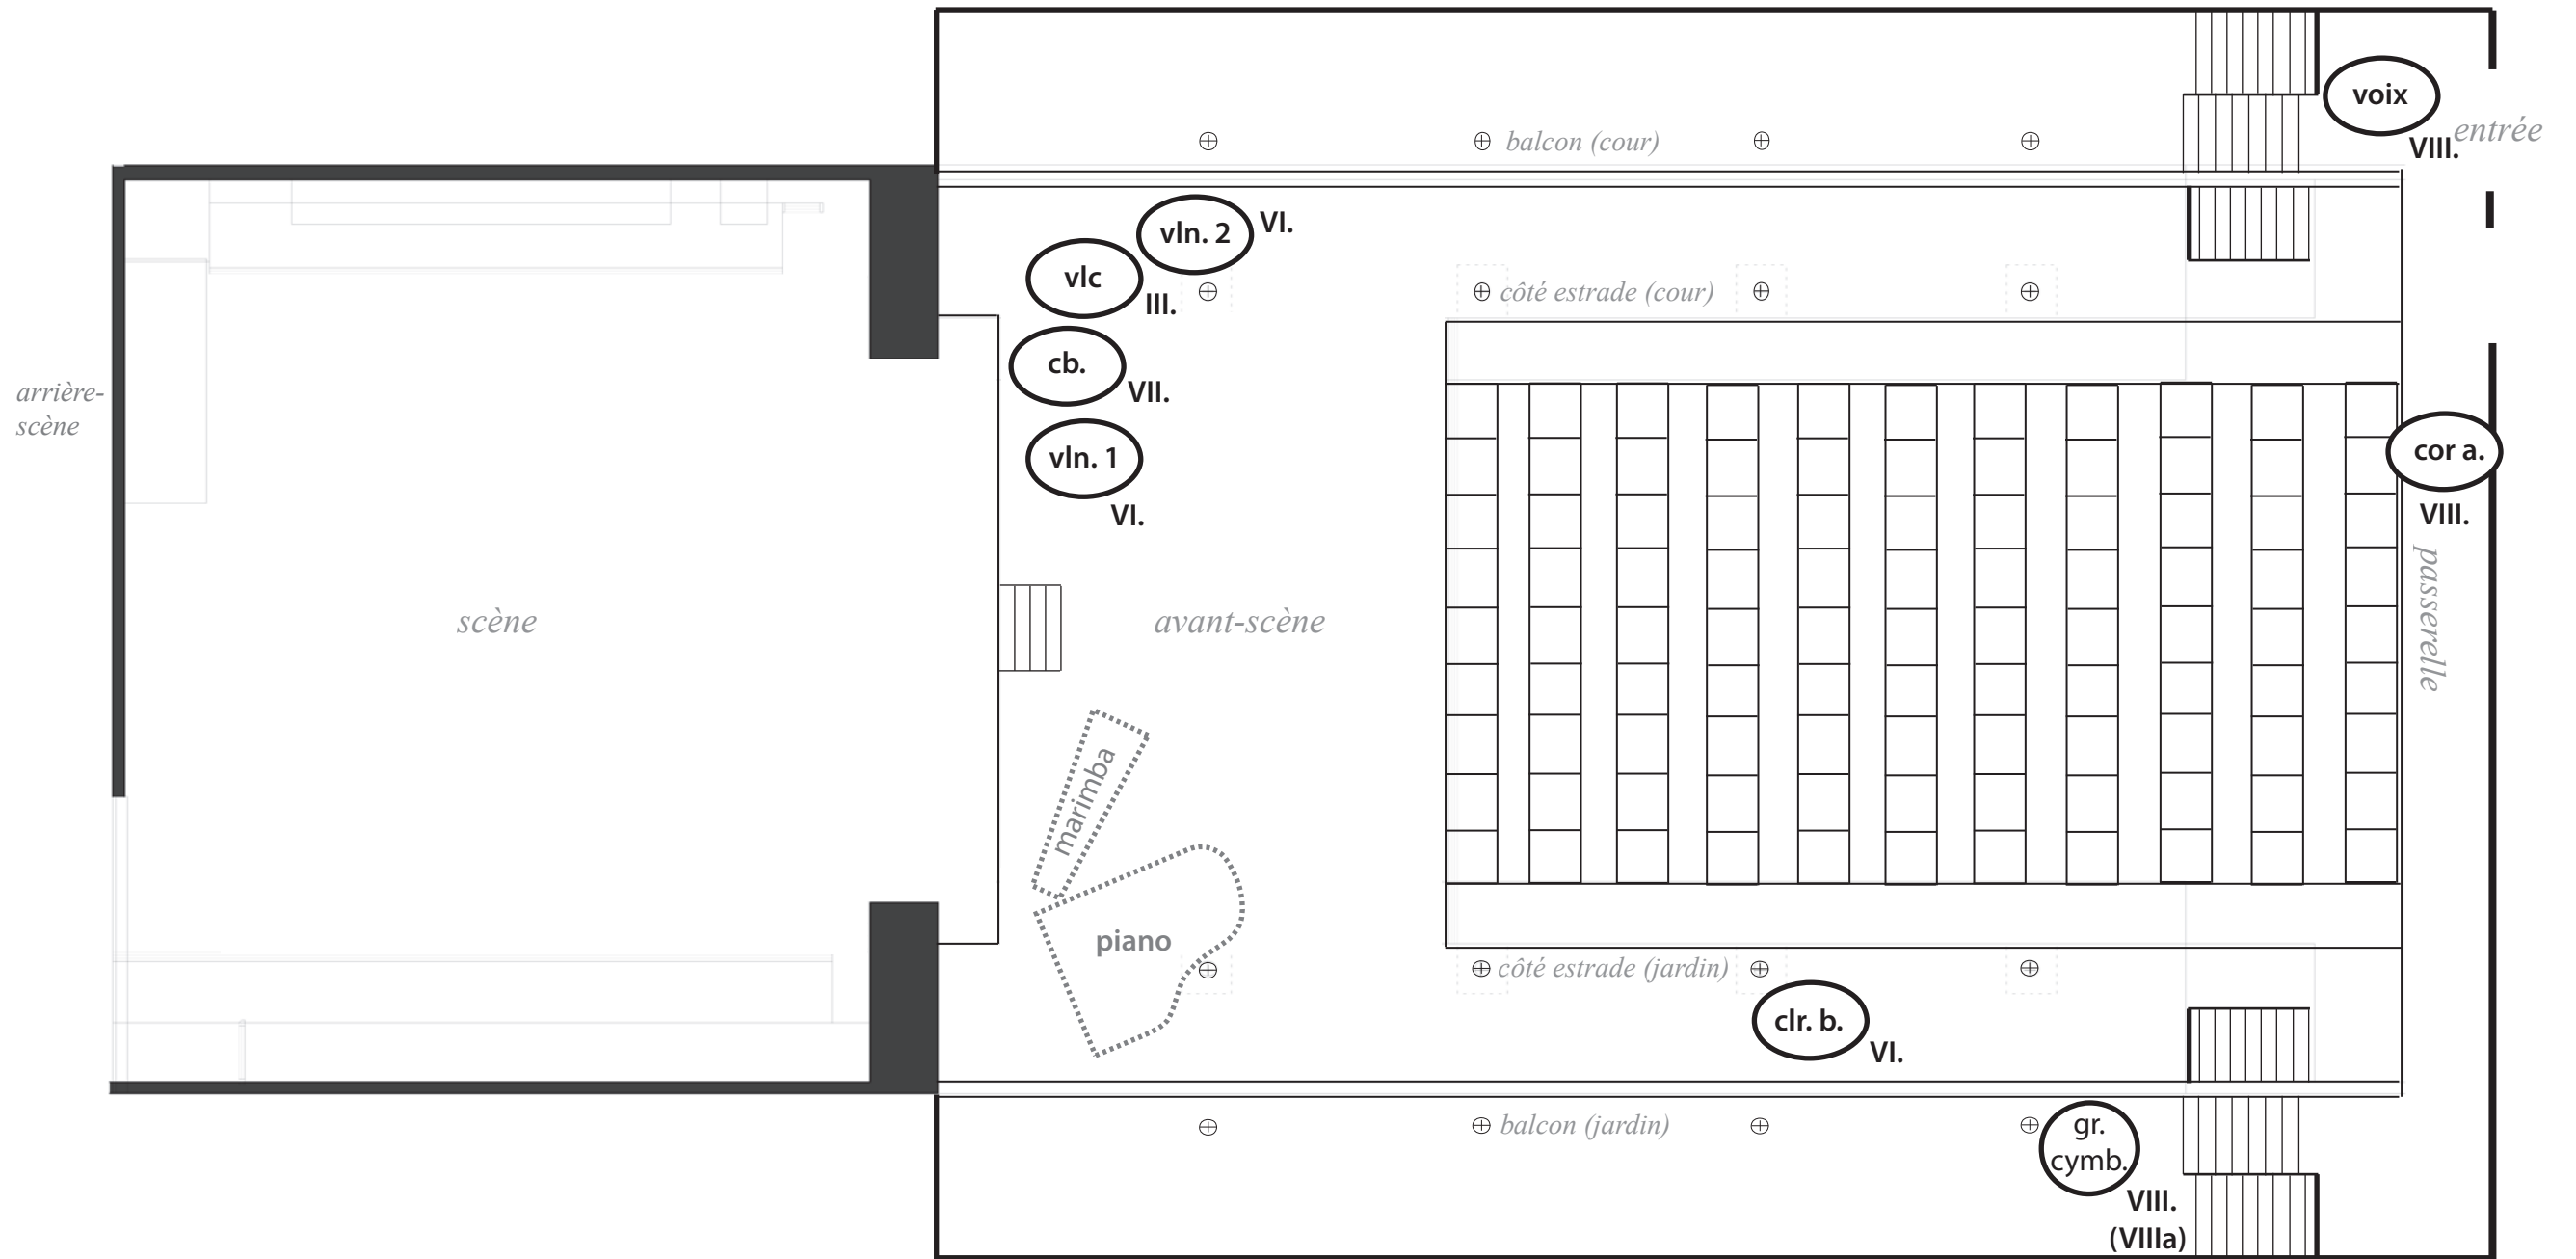 voix
VIII.
entrée
balcon (cour)
vln. 2
VI.
vlc
III.
côté estrade (cour)
cb.
VII.
arrière-
scène
vln. 1
VI.
cor a.
VIII.
passerelle
scène
avant-scène
marimba
piano
côté estrade (jardin)
clr. b.
VI.
balcon (jardin)
gr.
cymb.
VIII.
(VIIIa)